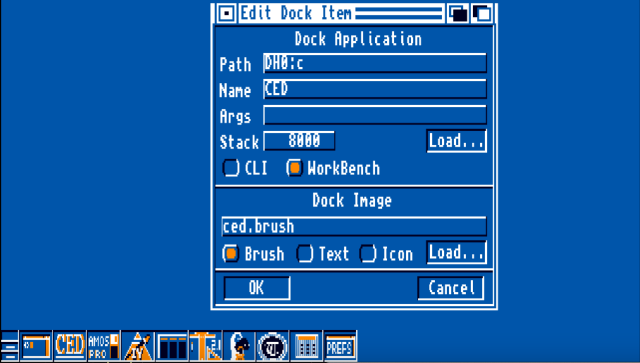 Edit Dock Item
Dock Application
Path DH0:c
Name CED
Args
Stack 8000 Load...
CLI WorkBench
Dock Image
ced.brush
Brush Text Icon Load...
OK Cancel
CED AMOS PRO PREFS